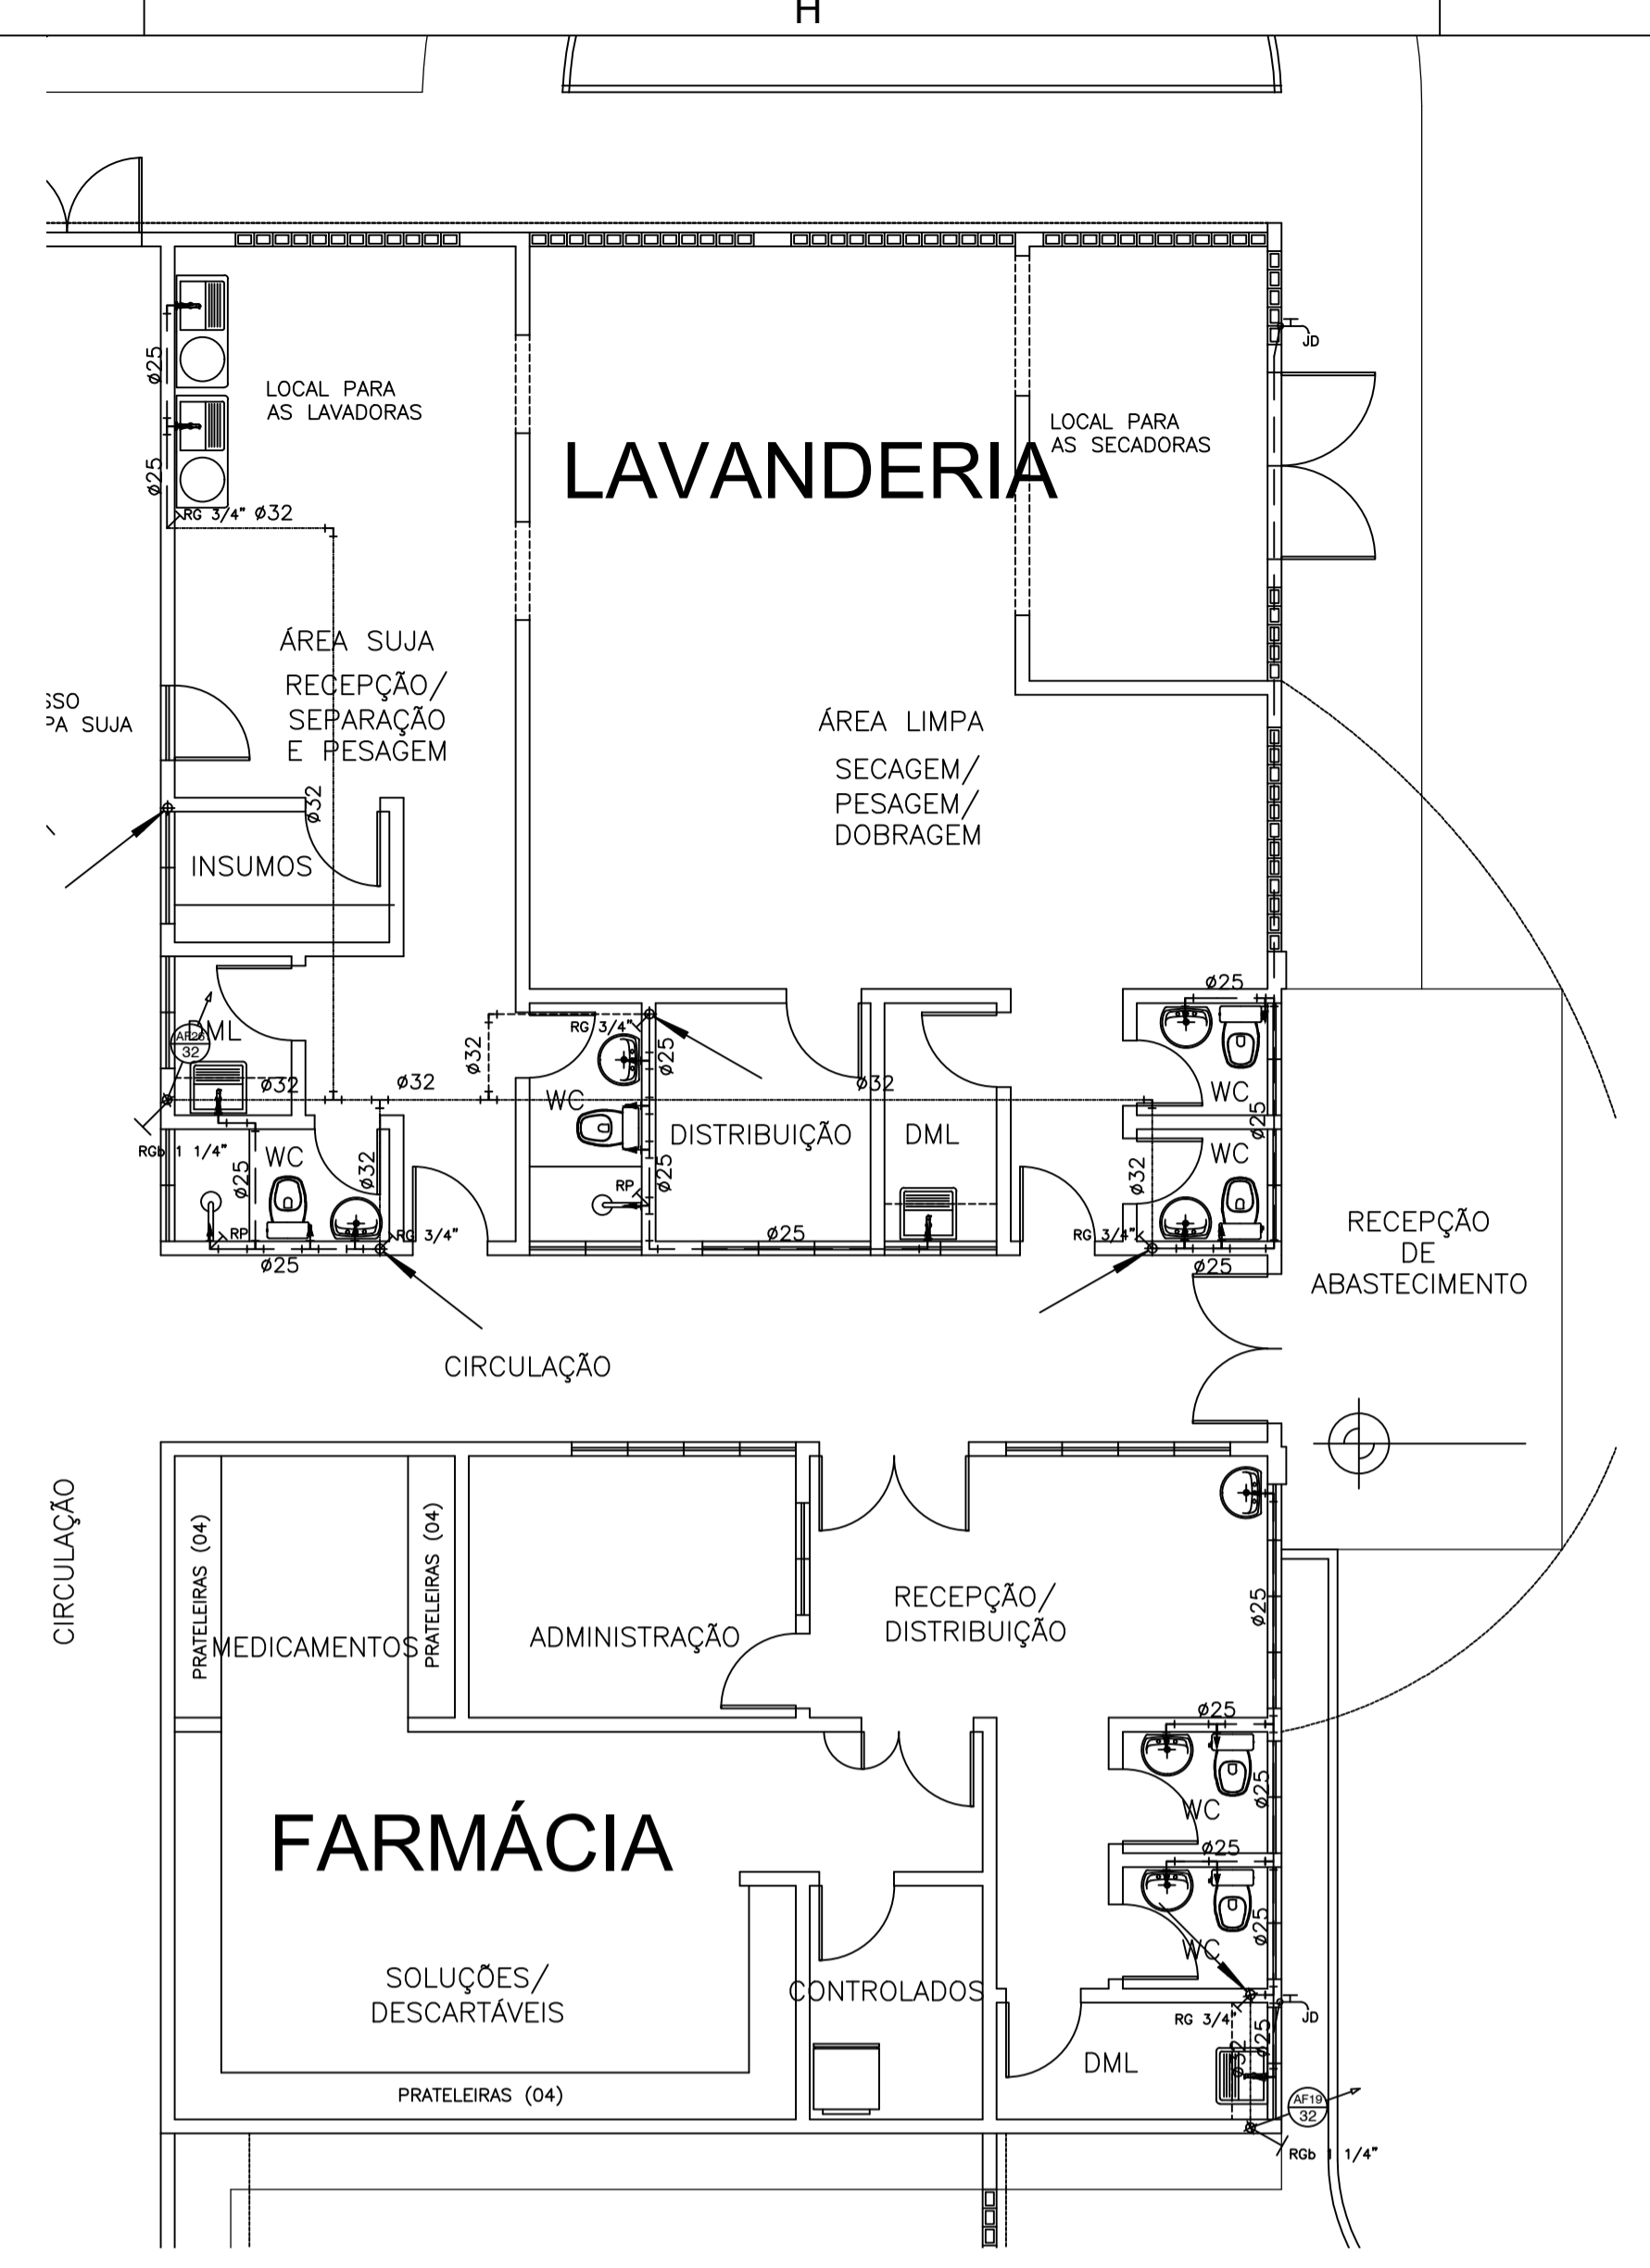 H
JD
ø25
LOCAL PARA
AS LAVADORAS
LOCAL PARA
AS SECADORAS
LAVANDERIA
ø25
RG 3/4" ø32
ÁREA SUJA
RECEPÇÃO/
SEPARAÇÃO
E PESAGEM
SSO
PA SUJA
ÁREA LIMPA
SECAGEM/
PESAGEM/
DOBRAGEM
ø32
INSUMOS
ø25
DML
AF26
32
RG 3/4"
ø32
ø25
ø32
ø32
ø32
WC
WC
ø25
DISTRIBUIÇÃO
DML
RGb 1 1/4"
WC
WC
ø25
ø32
ø25
ø32
RP
RP
RG 3/4"
ø25
RG 3/4"
ø25
ø25
RECEPÇÃO
DE
ABASTECIMENTO
CIRCULAÇÃO
CIRCULAÇÃO
PRATELEIRAS (04)
PRATELEIRAS (04)
MEDICAMENTOS
ADMINISTRAÇÃO
RECEPÇÃO/
DISTRIBUIÇÃO
ø25
ø25
ø25
WC
FARMÁCIA
ø25
ø25
WC
SOLUÇÕES/
DESCARTÁVEIS
CONTROLADOS
RG 3/4"
JD
ø25
ø32
DML
PRATELEIRAS (04)
AF19
32
RGb 1 1/4"